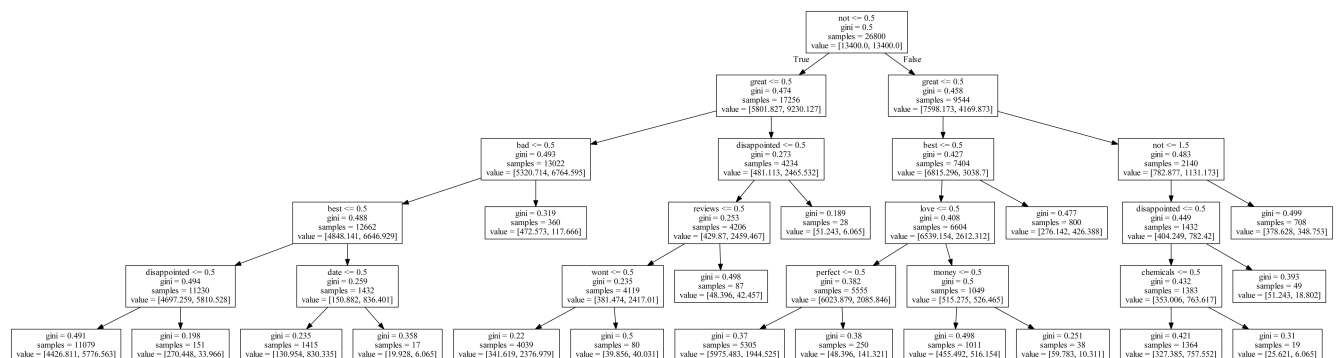 not <= 0.5
gini = 0.5
samples = 26800
value = [13400.0, 13400.0]
True
False
great <= 0.5
gini = 0.474
samples = 17256
value = [5801.827, 9230.127]
great <= 0.5
gini = 0.458
samples = 9544
value = [7598.173, 4169.873]
bad <= 0.5
gini = 0.493
samples = 13022
value = [5320.714, 6764.595]
disappointed <= 0.5
gini = 0.273
samples = 4234
value = [481.113, 2465.532]
best <= 0.5
gini = 0.427
samples = 7404
value = [6815.296, 3038.7]
not <= 1.5
gini = 0.483
samples = 2140
value = [782.877, 1131.173]
best <= 0.5
gini = 0.488
samples = 12662
value = [4848.141, 6646.929]
gini = 0.319
samples = 360
value = [472.573, 117.666]
reviews <= 0.5
gini = 0.253
samples = 4206
value = [429.87, 2459.467]
gini = 0.189
samples = 28
value = [51.243, 6.065]
love <= 0.5
gini = 0.408
samples = 6604
value = [6539.154, 2612.312]
gini = 0.477
samples = 800
value = [276.142, 426.388]
disappointed <= 0.5
gini = 0.449
samples = 1432
value = [404.249, 782.42]
gini = 0.499
samples = 708
value = [378.628, 348.753]
disappointed <= 0.5
gini = 0.494
samples = 11230
value = [4697.259, 5810.528]
date <= 0.5
gini = 0.259
samples = 1432
value = [150.882, 836.401]
wont <= 0.5
gini = 0.235
samples = 4119
value = [381.474, 2417.01]
gini = 0.498
samples = 87
value = [48.396, 42.457]
perfect <= 0.5
gini = 0.382
samples = 5555
value = [6023.879, 2085.846]
money <= 0.5
gini = 0.5
samples = 1049
value = [515.275, 526.465]
chemicals <= 0.5
gini = 0.432
samples = 1383
value = [353.006, 763.617]
gini = 0.393
samples = 49
value = [51.243, 18.802]
gini = 0.491
samples = 11079
value = [4426.811, 5776.563]
gini = 0.198
samples = 151
value = [270.448, 33.966]
gini = 0.235
samples = 1415
value = [130.954, 830.335]
gini = 0.358
samples = 17
value = [19.928, 6.065]
gini = 0.22
samples = 4039
value = [341.619, 2376.979]
gini = 0.5
samples = 80
value = [39.856, 40.031]
gini = 0.37
samples = 5305
value = [5975.483, 1944.525]
gini = 0.38
samples = 250
value = [48.396, 141.321]
gini = 0.498
samples = 1011
value = [455.492, 516.154]
gini = 0.251
samples = 38
value = [59.783, 10.311]
gini = 0.421
samples = 1364
value = [327.385, 757.552]
gini = 0.31
samples = 19
value = [25.621, 6.065]